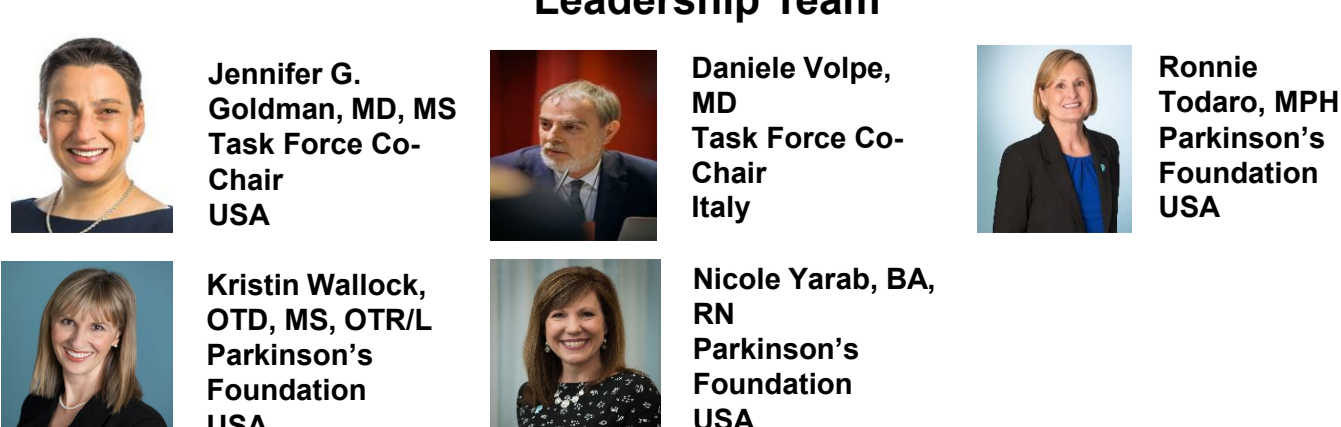 Leadership Team
Jennifer G.
Goldman, MD, MS
Task Force Co-
Chair
USA
Daniele Volpe,
MD
Task Force Co-
Chair
Italy
Ronnie
Todaro, MPH
Parkinson’s
Foundation
USA
Kristin Wallock,
OTD, MS, OTR/L
Parkinson’s
Foundation
USA
Nicole Yarab, BA,
RN
Parkinson’s
Foundation
USA